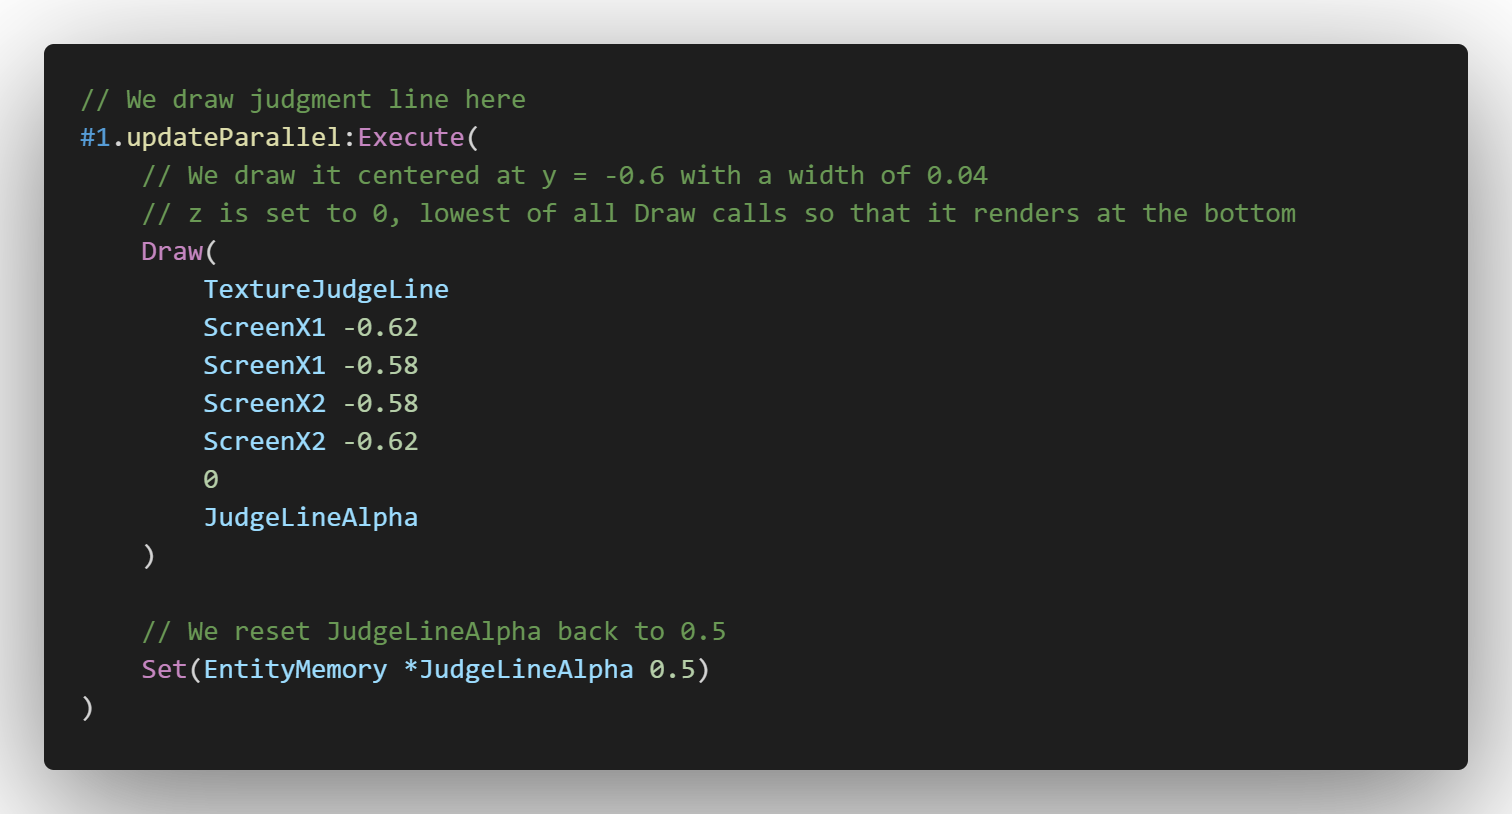 // We draw judgment line here
#1.updateParallel:Execute(
    // We draw it centered at y = -0.6 with a width of 0.04
    // z is set to 0, lowest of all Draw calls so that it renders at the bottom
    Draw(
        TextureJudgeLine
        ScreenX1 -0.62
        ScreenX1 -0.58
        ScreenX2 -0.58
        ScreenX2 -0.62
        0
        JudgeLineAlpha
    )

    // We reset JudgeLineAlpha back to 0.5
    Set(EntityMemory *JudgeLineAlpha 0.5)
)